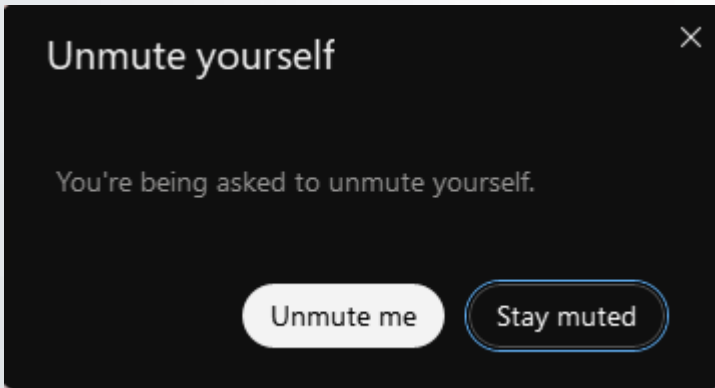 Unmute yourself
You're being asked to unmute yourself.
Unmute me
Stay muted